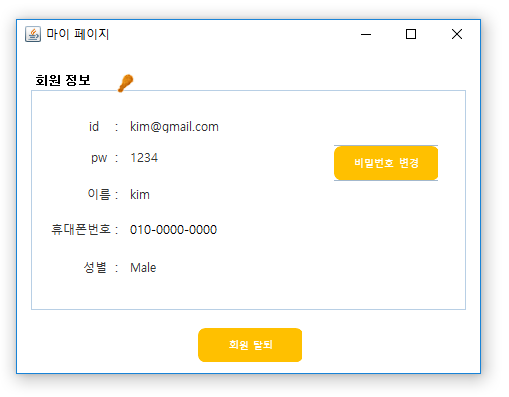 마이 페이지
회원 정보
id : kim@gmail.com
pw : 1234
비밀번호 변경
이름 : kim
휴대폰번호 : 010-0000-0000
성별 : Male
회원 탈퇴